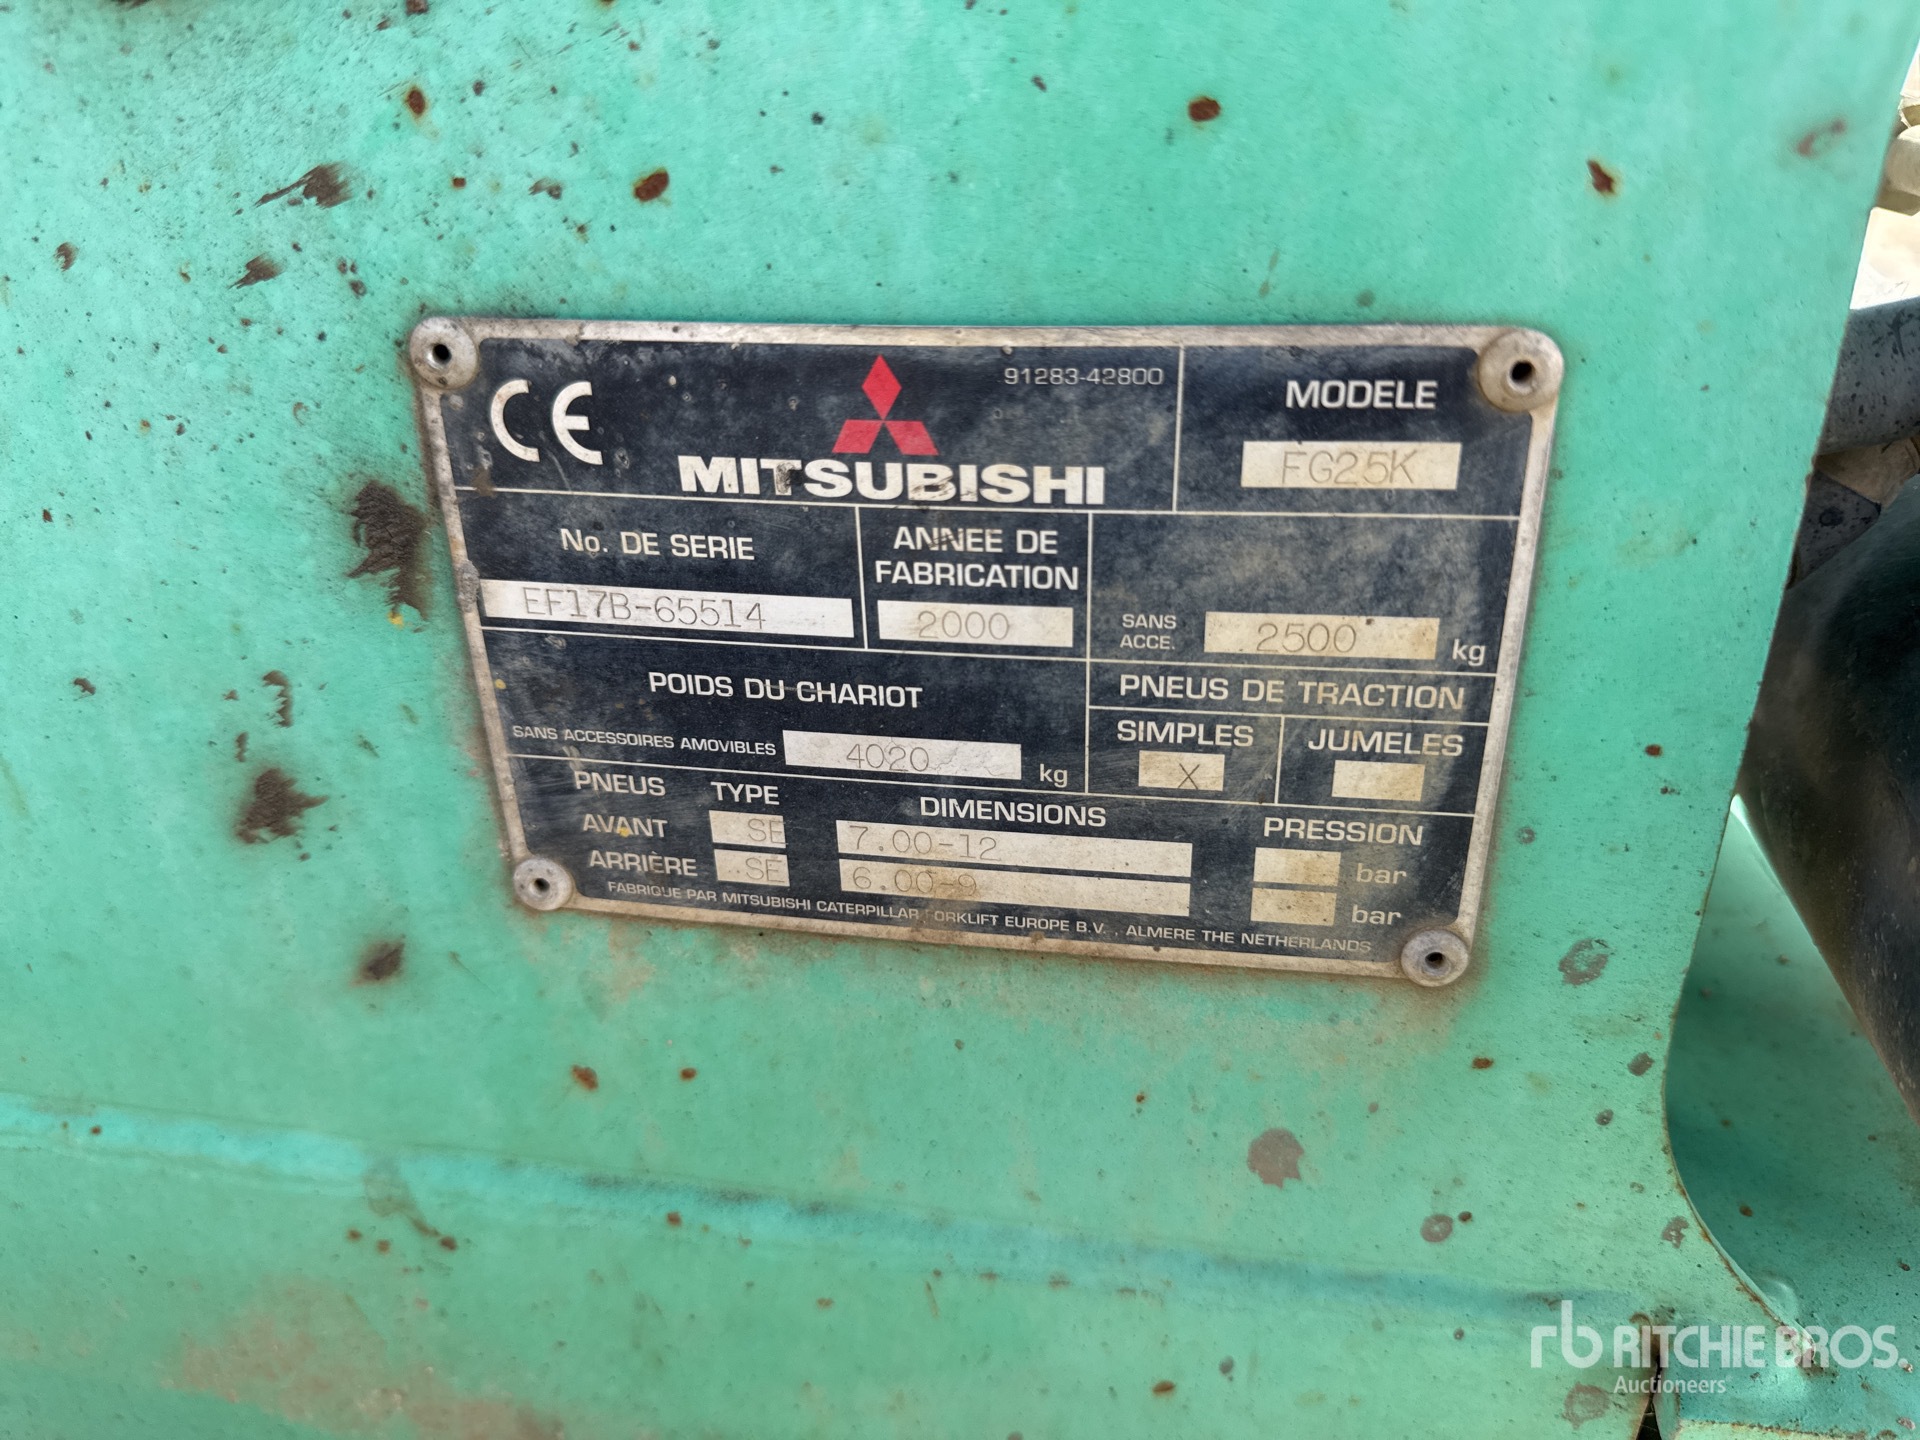 CE
91283-42800
MITSUBISHI
MODELE
FG25K
No. DE SERIE
EF17B-65514
ANNEE DE
FABRICATION
2000
SANS
ACCE.
2500 kg
POIDS DU CHARIOT
SANS ACCESSOIRES AMOVIBLES 4020 kg
PNEUS DE TRACTION
SIMPLES JUMELES
X
PNEUS TYPE DIMENSIONS PRESSION
AVANT SE 7.00-12 bar
ARRIÈRE SE 6.00-9 bar
FABRIQUE PAR MITSUBISHI CATERPILLAR FORKLIFT EUROPE B.V. , ALMERE THE NETHERLANDS
rb RITCHIE BROS.
Auctioneers